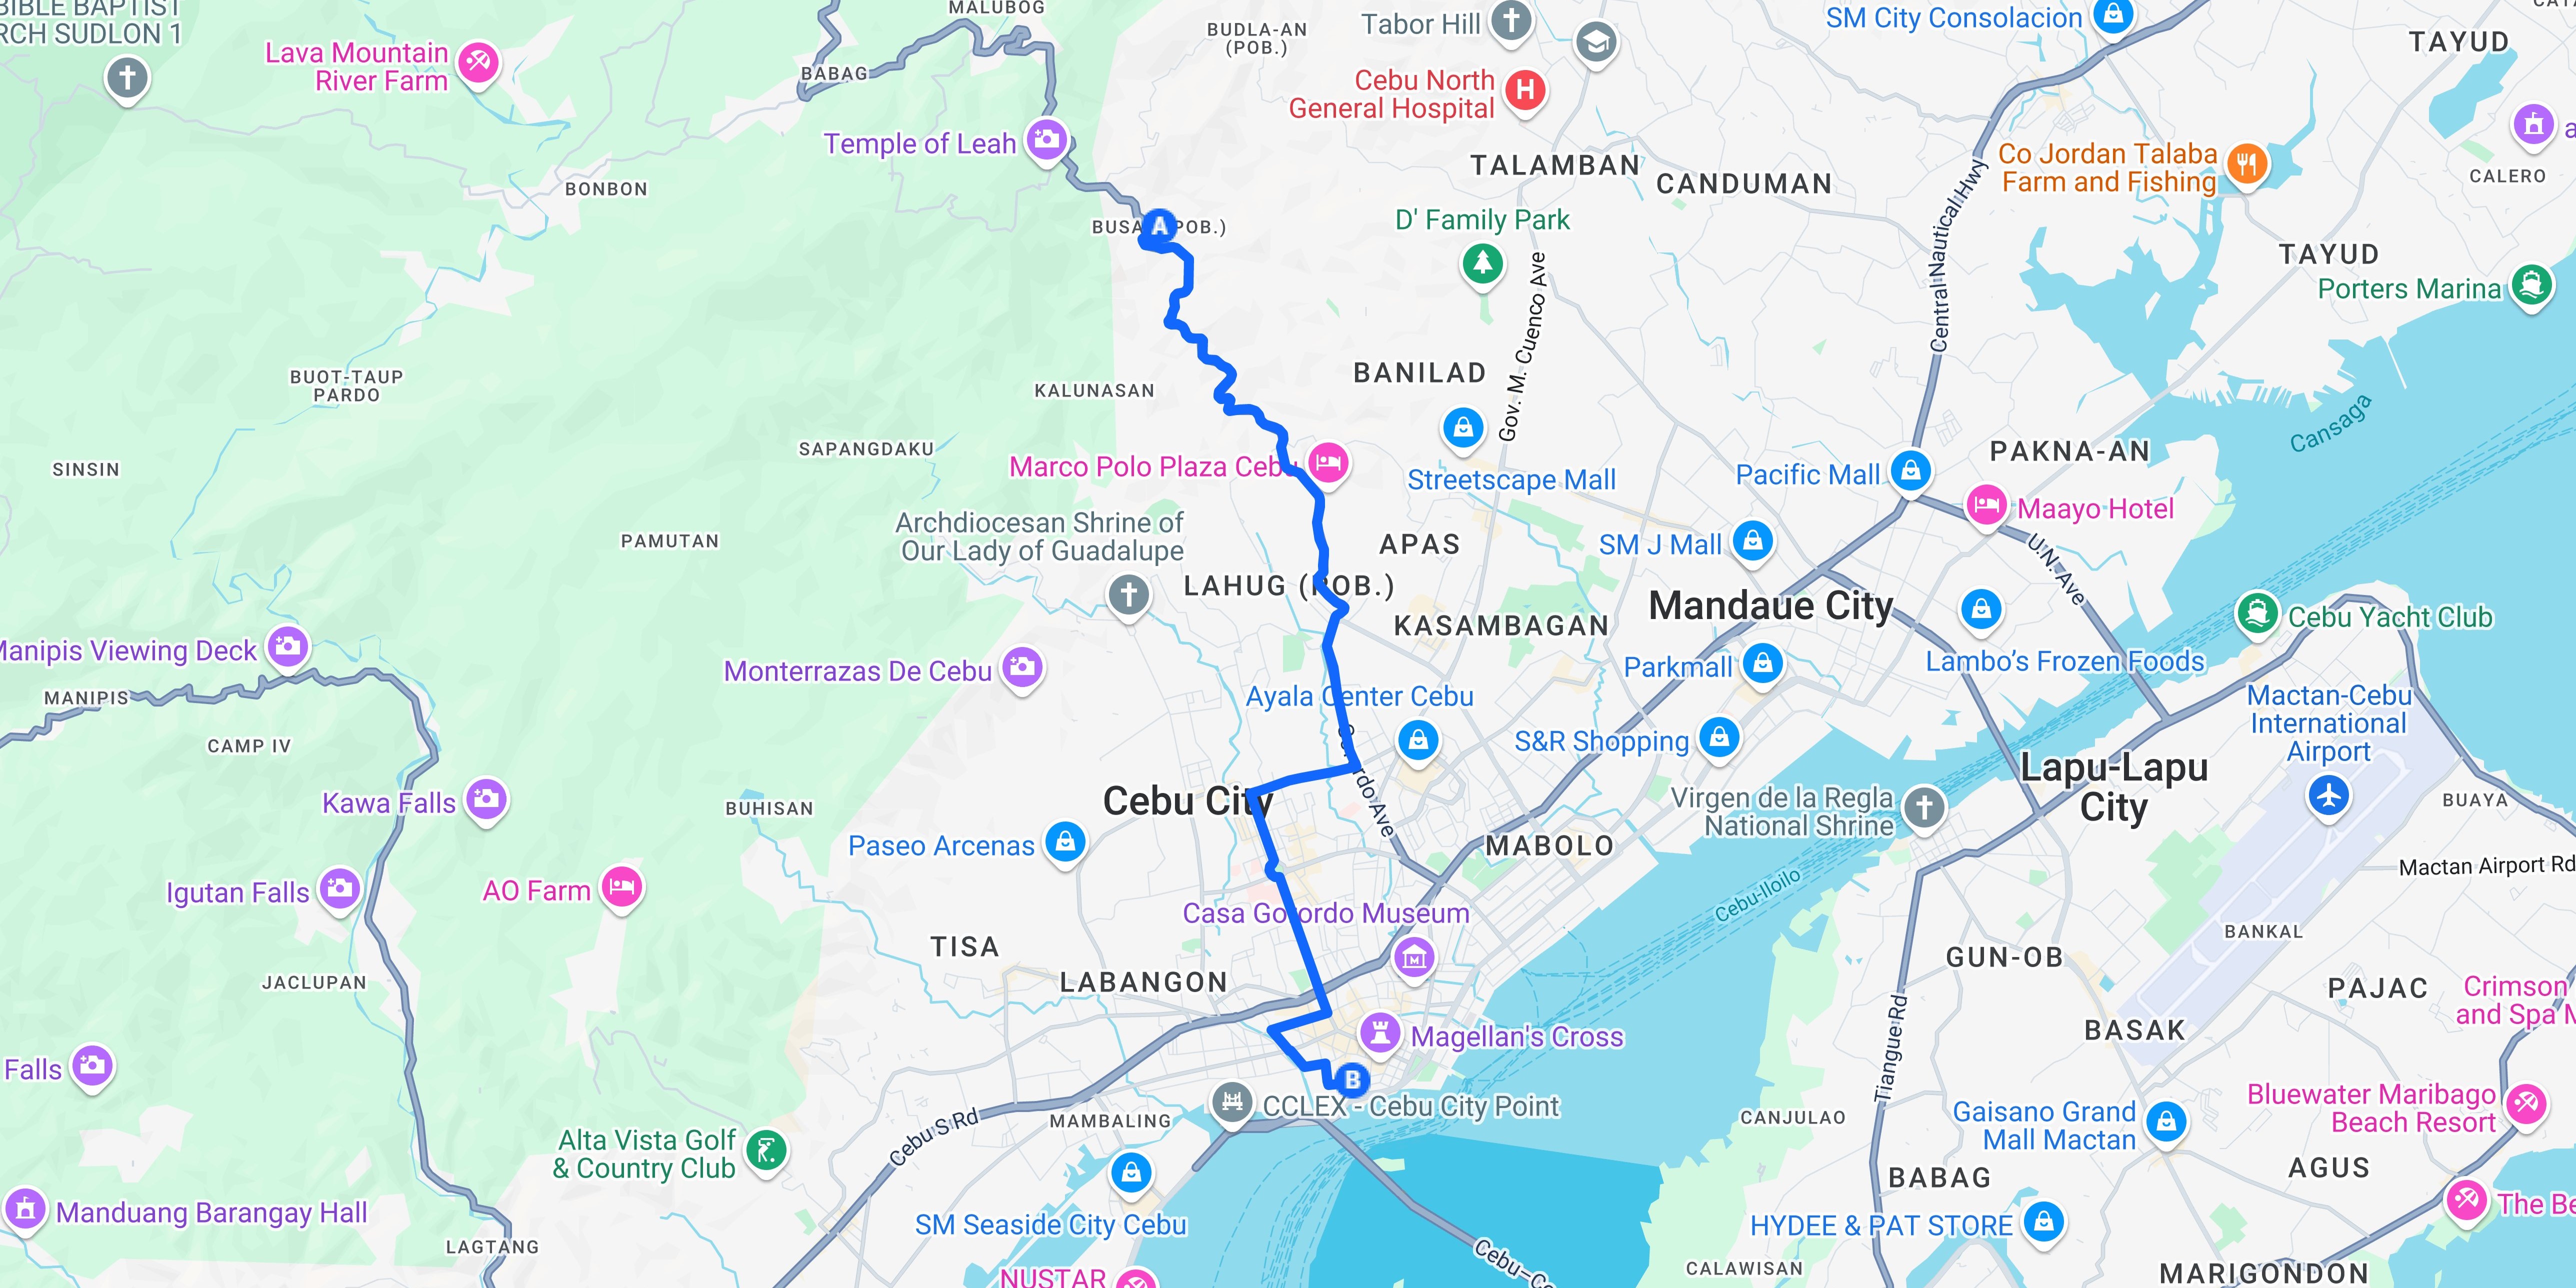 BIBLE BAPTIST
RCH SUDLON 1
Lava Mountain
River Farm
MALUBOG
BABAG
BUDLA-AN
(POB.)
Tabor Hill
SM City Consolacion
TAYUD
Cebu North
General Hospital
Temple of Leah
TALAMBAN
CANDUMAN
Co Jordan Talaba
Farm and Fishing
CALERO
BONBON
A
D' Family Park
Central Nautical Hwy
TAYUD
Porters Marina
Gov. M. Cuenco Ave
BUOT-TAUP
PARDO
KALUNASAN
BANILAD
Cansaga
SINSIN
SAPANGDAKU
Marco Polo Plaza Cebu
Streetscape Mall
Pacific Mall
PAKNA-AN
Maayo Hotel
PAMUTAN
Archdiocesan Shrine of
Our Lady of Guadalupe
APAS
SM J Mall
U.N. Ave
LAHUG (POB.)
KASAMBAGAN
Mandaue City
Cebu Yacht Club
Manipis Viewing Deck
MANIPIS
Monterrazas De Cebu
Parkmall
Lambo's Frozen Foods
Ayala Center Cebu
S&R Shopping
Mactan-Cebu
International
Airport
CAMP IV
Kawa Falls
BUHISAN
Cebu City
Virgen de la Regla
National Shrine
Lapu-Lapu
City
BUAYA
Paseo Arcenas
MABOLO
Mactan Airport Rd
Igutan Falls
AO Farm
Cebu-Iloilo
Casa Gorordo Museum
TISA
GUN-OB
BANKAL
JACLUPAN
LABANGON
PAJAC
Crimson
and Spa M
Falls
Magellan's Cross
BASAK
Tiangue Rd
B
CCLEX - Cebu City Point
Cebu S Rd
MAMBALING
CANJULAO
Gaisano Grand
Mall Mactan
Bluewater Maribago
Beach Resort
Alta Vista Golf
& Country Club
BABAG
AGUS
Manduang Barangay Hall
SM Seaside City Cebu
HYDEE & PAT STORE
The Be
LAGTANG
NUSTAR
CALAWISAN
MARIGONDON